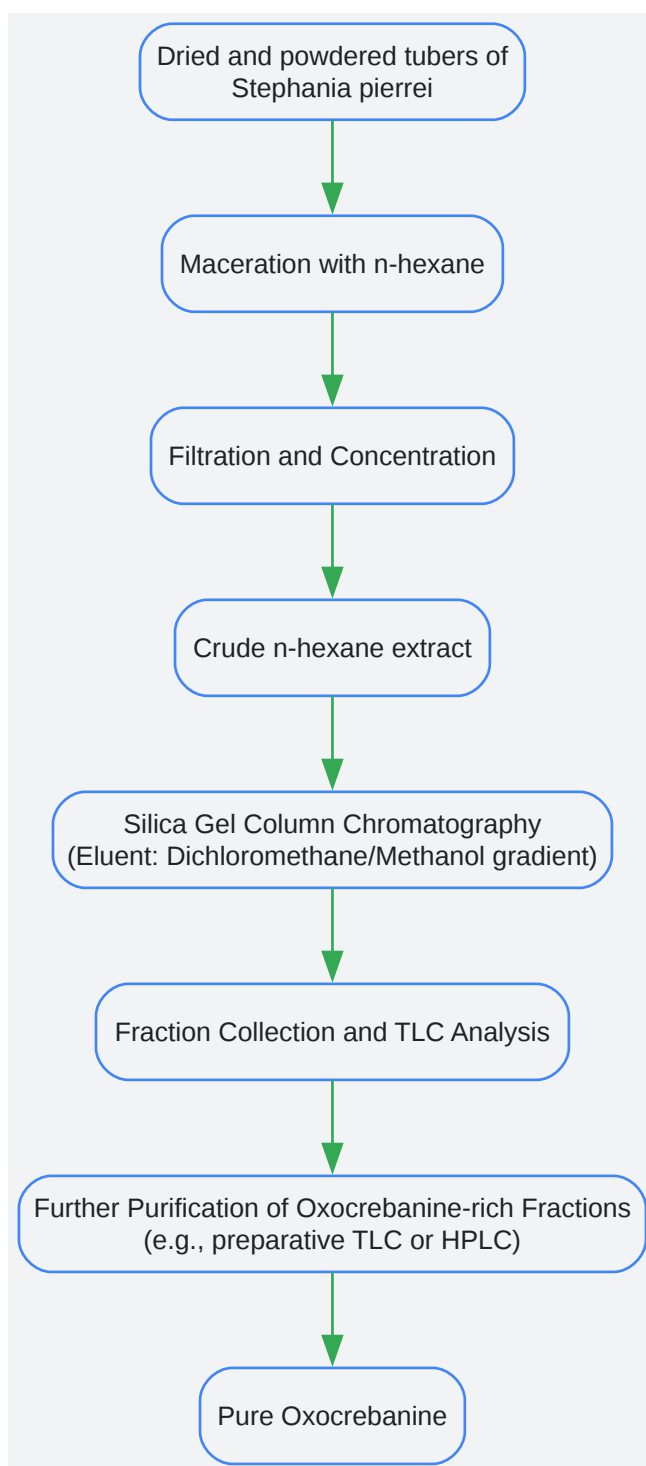 Dried and powdered tubers of
Stephania pierrei
Maceration with n-hexane
Filtration and Concentration
Crude n-hexane extract
Silica Gel Column Chromatography
(Eluent: Dichloromethane/Methanol gradient)
Fraction Collection and TLC Analysis
Further Purification of Oxocrebanine-rich Fractions
(e.g., preparative TLC or HPLC)
Pure Oxocrebanine